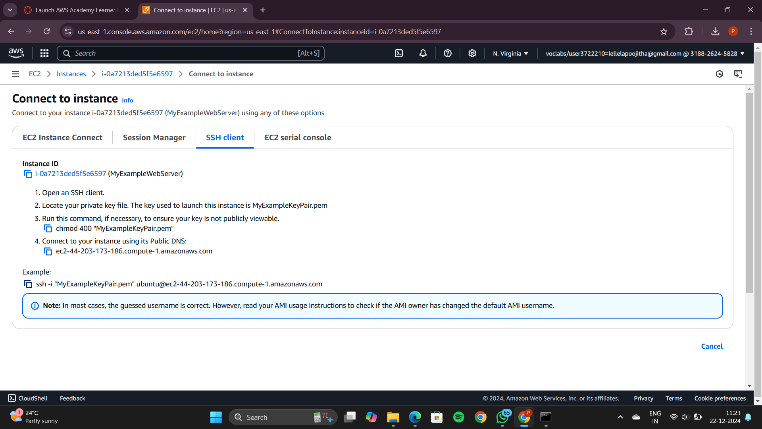 Launch AWS Academy Learner
Connect to instance | EC2 | us-e
us-east-1.console.aws.amazon.com/ec2/home?region=us-east-1#ConnectToInstance:instanceId=i-0a7213ded5f5e6597
P
aws
Search
[Alt+S]
N. Virginia
voclabs/user3722210=lellelapoojitha@gmail.com @ 3188-2624-5828
EC2
Instances
i-0a7213ded5f5e6597
Connect to instance
Connect to instance Info
Connect to your instance i-0a7213ded5f5e6597 (MyExampleWebServer) using any of these options
EC2 Instance Connect
Session Manager
SSH client
EC2 serial console
Instance ID
i-0a7213ded5f5e6597 (MyExampleWebServer)
1. Open an SSH client.
2. Locate your private key file. The key used to launch this instance is MyExampleKeyPair.pem
3. Run this command, if necessary, to ensure your key is not publicly viewable.
chmod 400 "MyExampleKeyPair.pem"
4. Connect to your instance using its Public DNS:
ec2-44-203-173-186.compute-1.amazonaws.com
Example:
ssh -i "MyExampleKeyPair.pem" ubuntu@ec2-44-203-173-186.compute-1.amazonaws.com
Note: In most cases, the guessed username is correct. However, read your AMI usage instructions to check if the AMI owner has changed the default AMI username.
Cancel
CloudShell
Feedback
© 2024, Amazon Web Services, Inc. or its affiliates.
Privacy
Terms
Cookie preferences
1
24°C
Partly sunny
Search
65
ENG
IN
11:23
22-12-2024